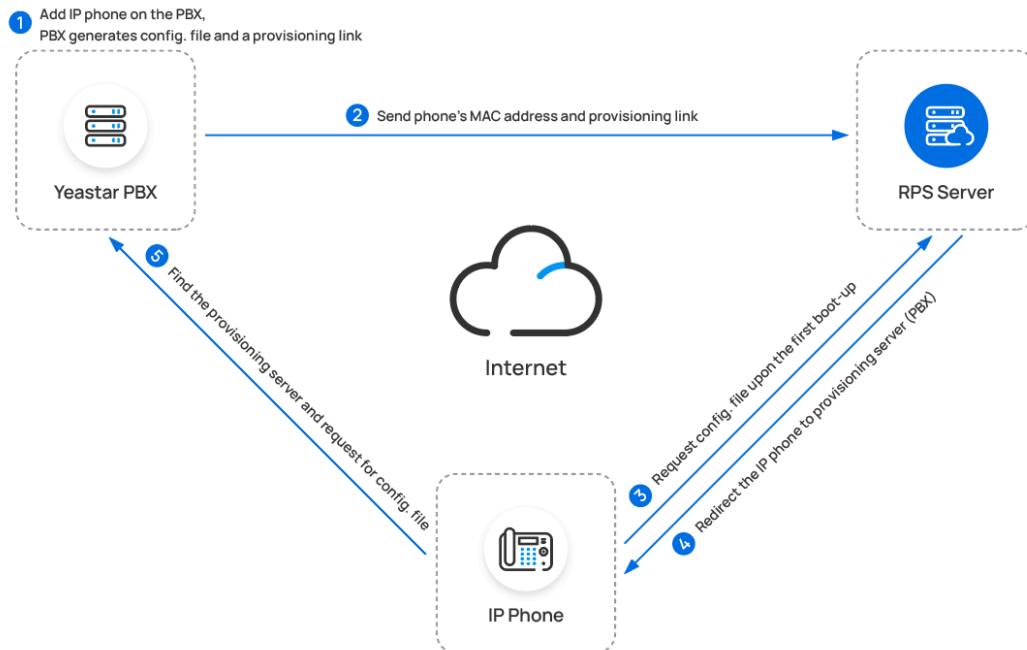 1 Add IP phone on the PBX,
PBX generates config. file and a provisioning link
Yeastar PBX
2 Send phone's MAC address and provisioning link
RPS Server
5 Find the provisioning server and request for config. file
Internet
3 Request config. file upon the first boot-up
4 Redirect the IP phone to provisioning server (PBX)
IP Phone